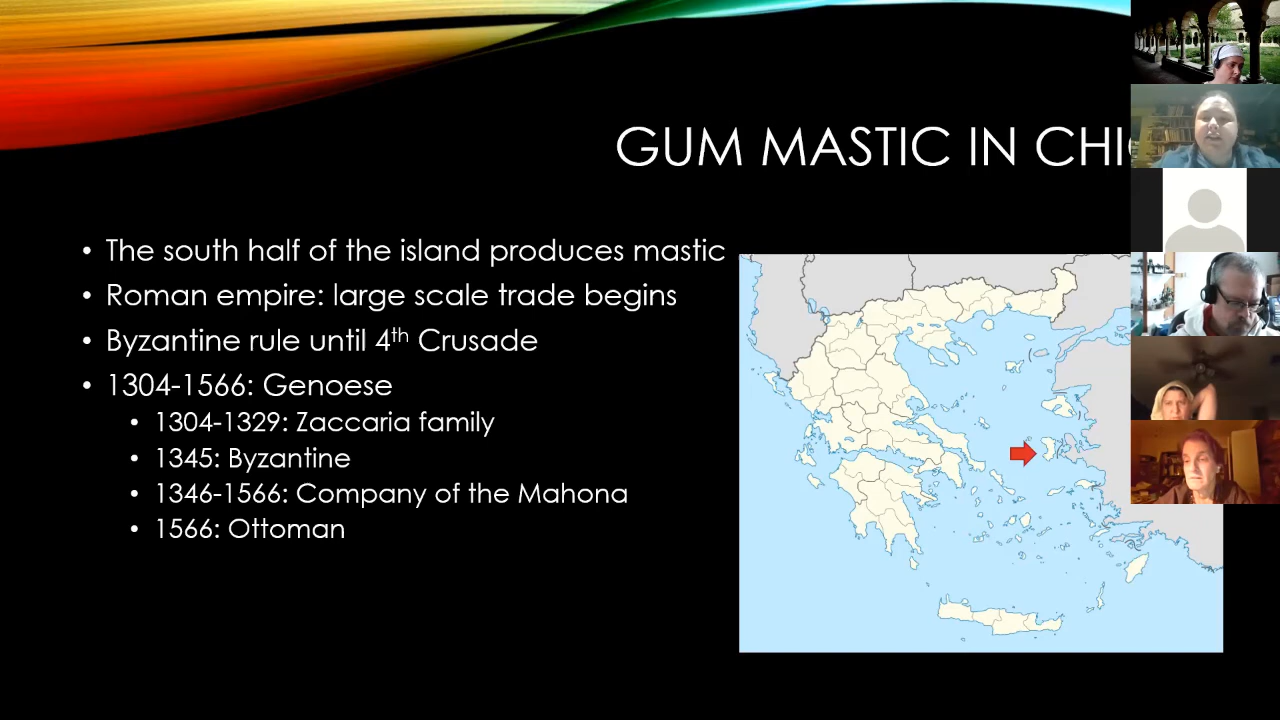 GUM MASTIC IN CHI
• The south half of the island produces mastic
• Roman empire: large scale trade begins
• Byzantine rule until 4th Crusade
• 1304-1566: Genoese
• 1304-1329: Zaccaria family
• 1345: Byzantine
• 1346-1566: Company of the Mahona
• 1566: Ottoman